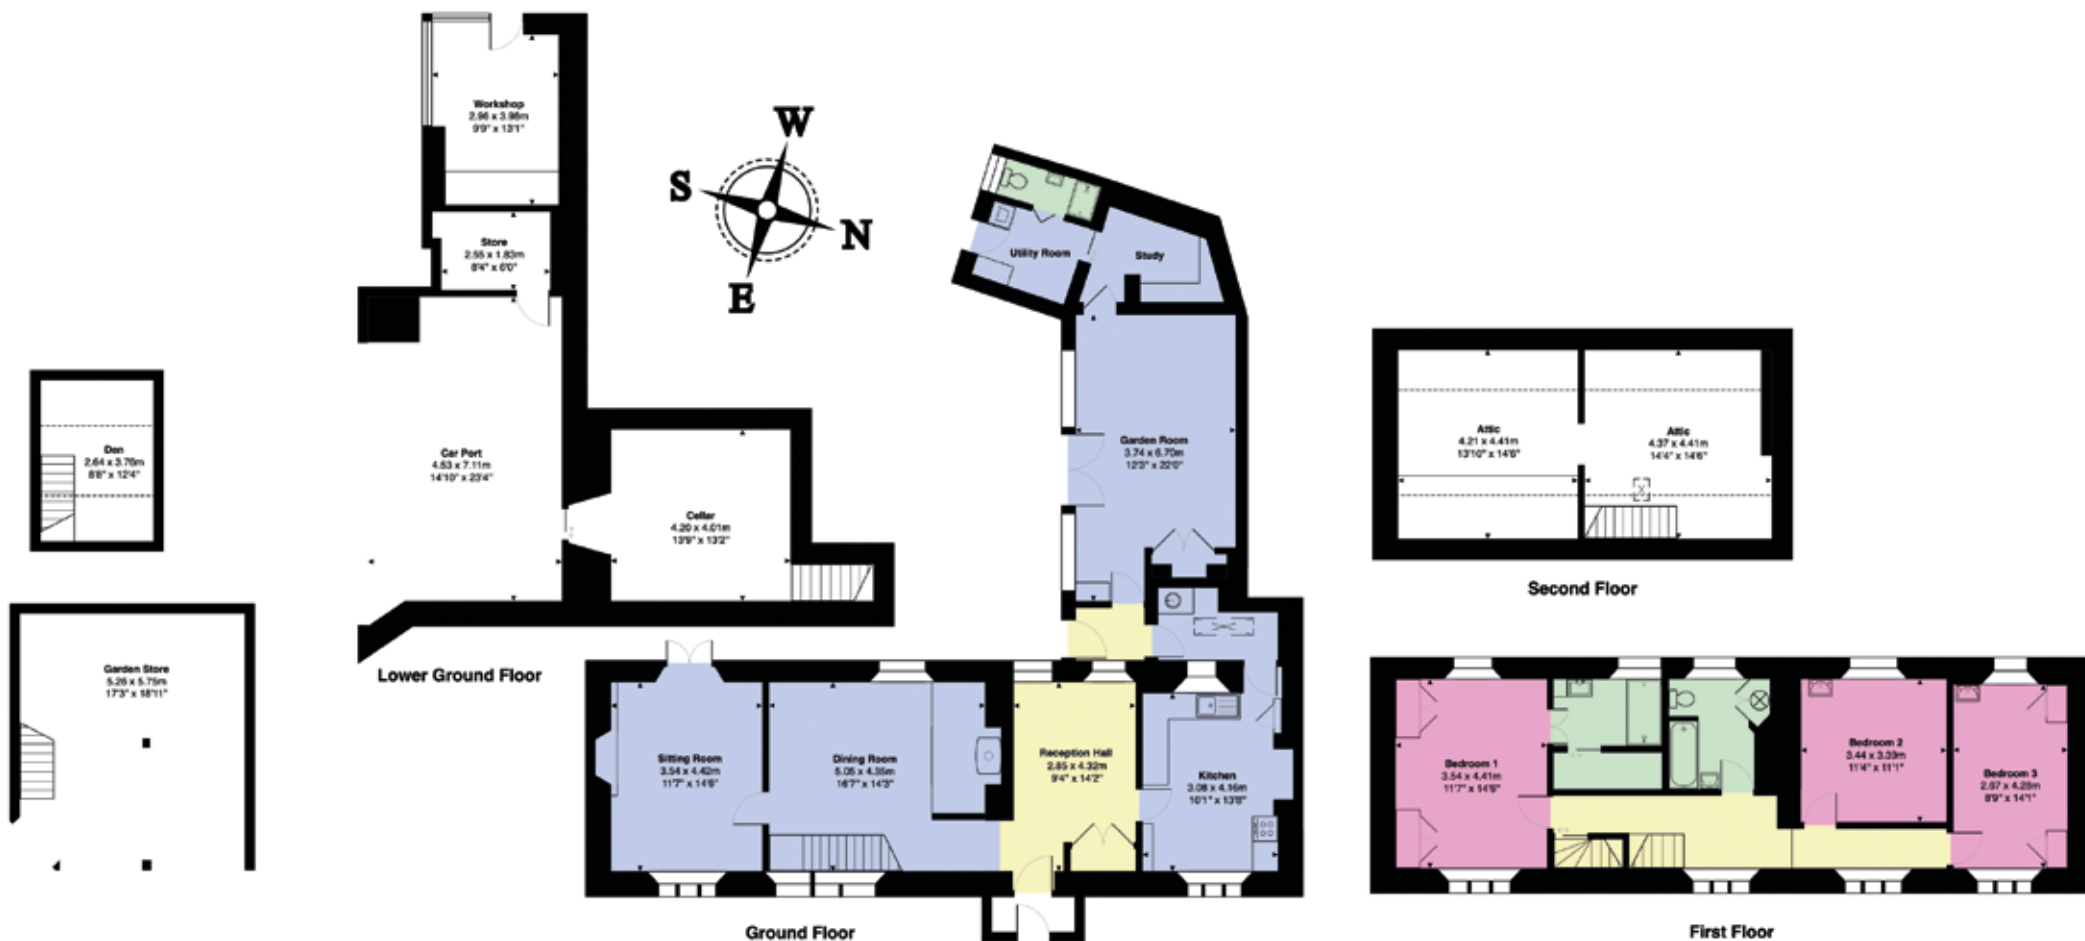 Workshop
2.96 x 3.98m
9'9" x 13'1"
Store
2.55 x 1.83m
8'4" x 6'0"
Car Port
4.53 x 7.11m
14'10" x 23'4"
Cellar
4.20 x 4.01m
13'9" x 13'2"
Lower Ground Floor
Den
2.64 x 3.76m
8'8" x 12'4"
Garden Store
5.26 x 5.75m
17'3" x 18'11"
W
S
N
E
Utility Room
Study
Garden Room
3.74 x 6.70m
12'3" x 22'0"
Sitting Room
3.54 x 4.42m
11'7" x 14'6"
Dining Room
5.05 x 4.35m
16'7" x 14'3"
Reception Hall
2.85 x 4.32m
9'4" x 14'2"
Kitchen
3.08 x 4.16m
10'1" x 13'8"
Ground Floor
Attic
4.21 x 4.41m
13'10" x 14'6"
Attic
4.37 x 4.41m
14'4" x 14'6"
Second Floor
Bedroom 1
3.54 x 4.41m
11'7" x 14'6"
Bedroom 2
3.44 x 3.39m
11'4" x 11'1"
Bedroom 3
2.67 x 4.28m
8'9" x 14'1"
First Floor